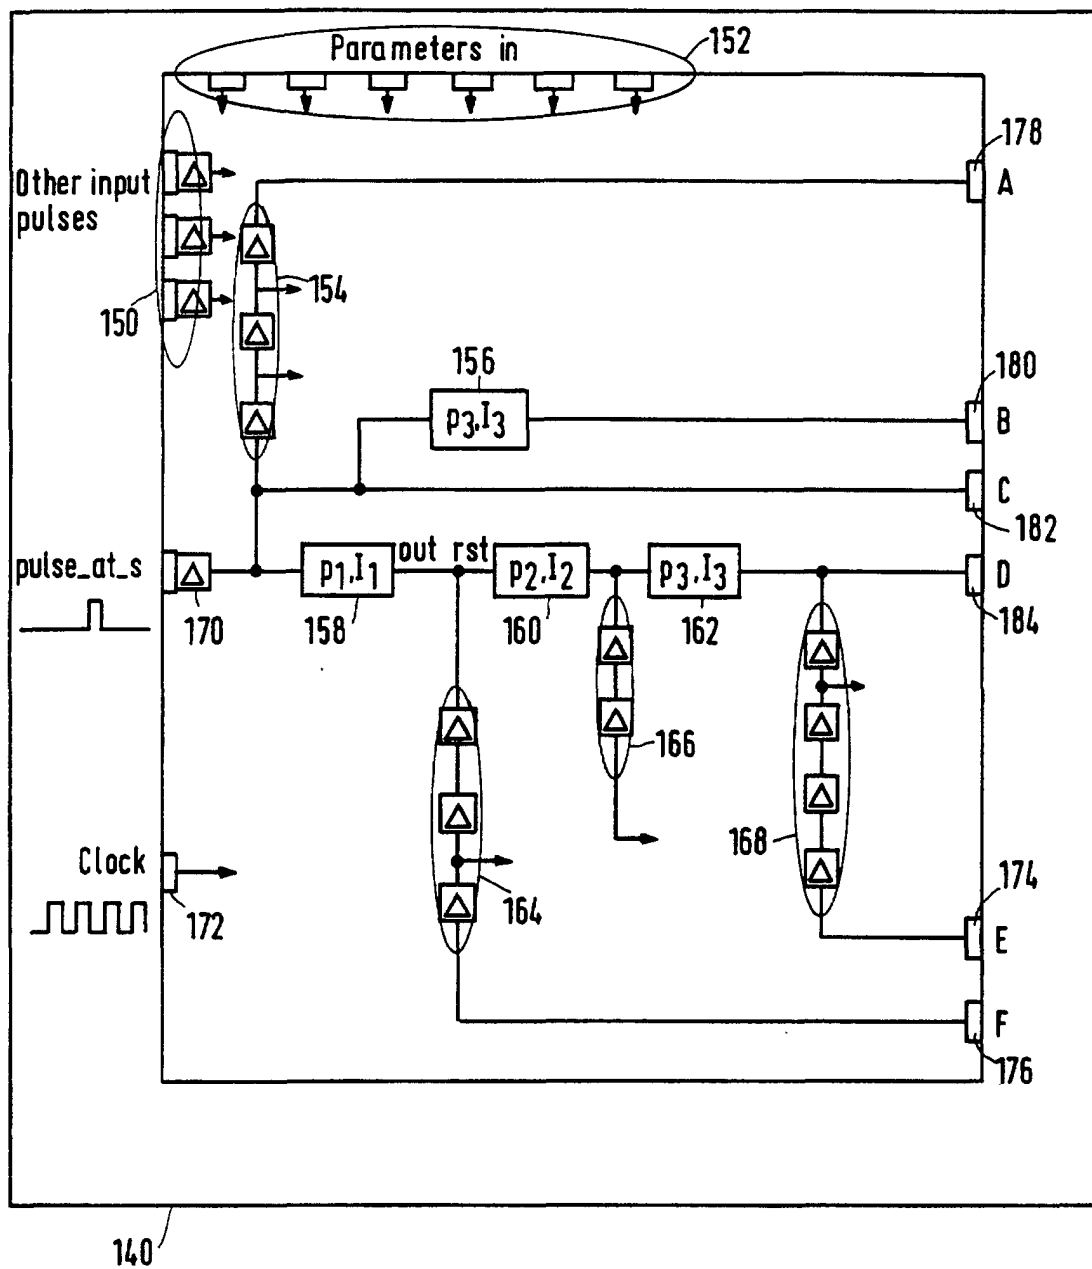 Parameters in
152
178
A
Other input
pulses
154
150
156
180
p3,I3
B
C
182
out rst
pulse_at_s
p1,I1
p2,I2
p3,I3
D
170
158
160
162
184
166
168
Clock
164
174
172
E
F
176
140